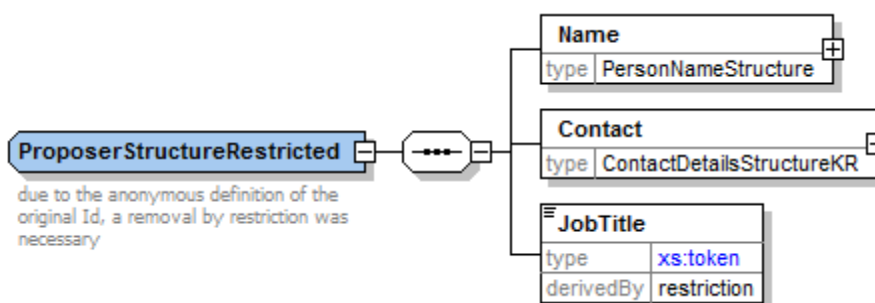 Name
type PersonNameStructure
ProposerStructureRestricted
due to the anonymous definition of the
original Id, a removal by restriction was
necessary
Contact
type ContactDetailsStructureKR
JobTitle
type xs:token
derivedBy restriction